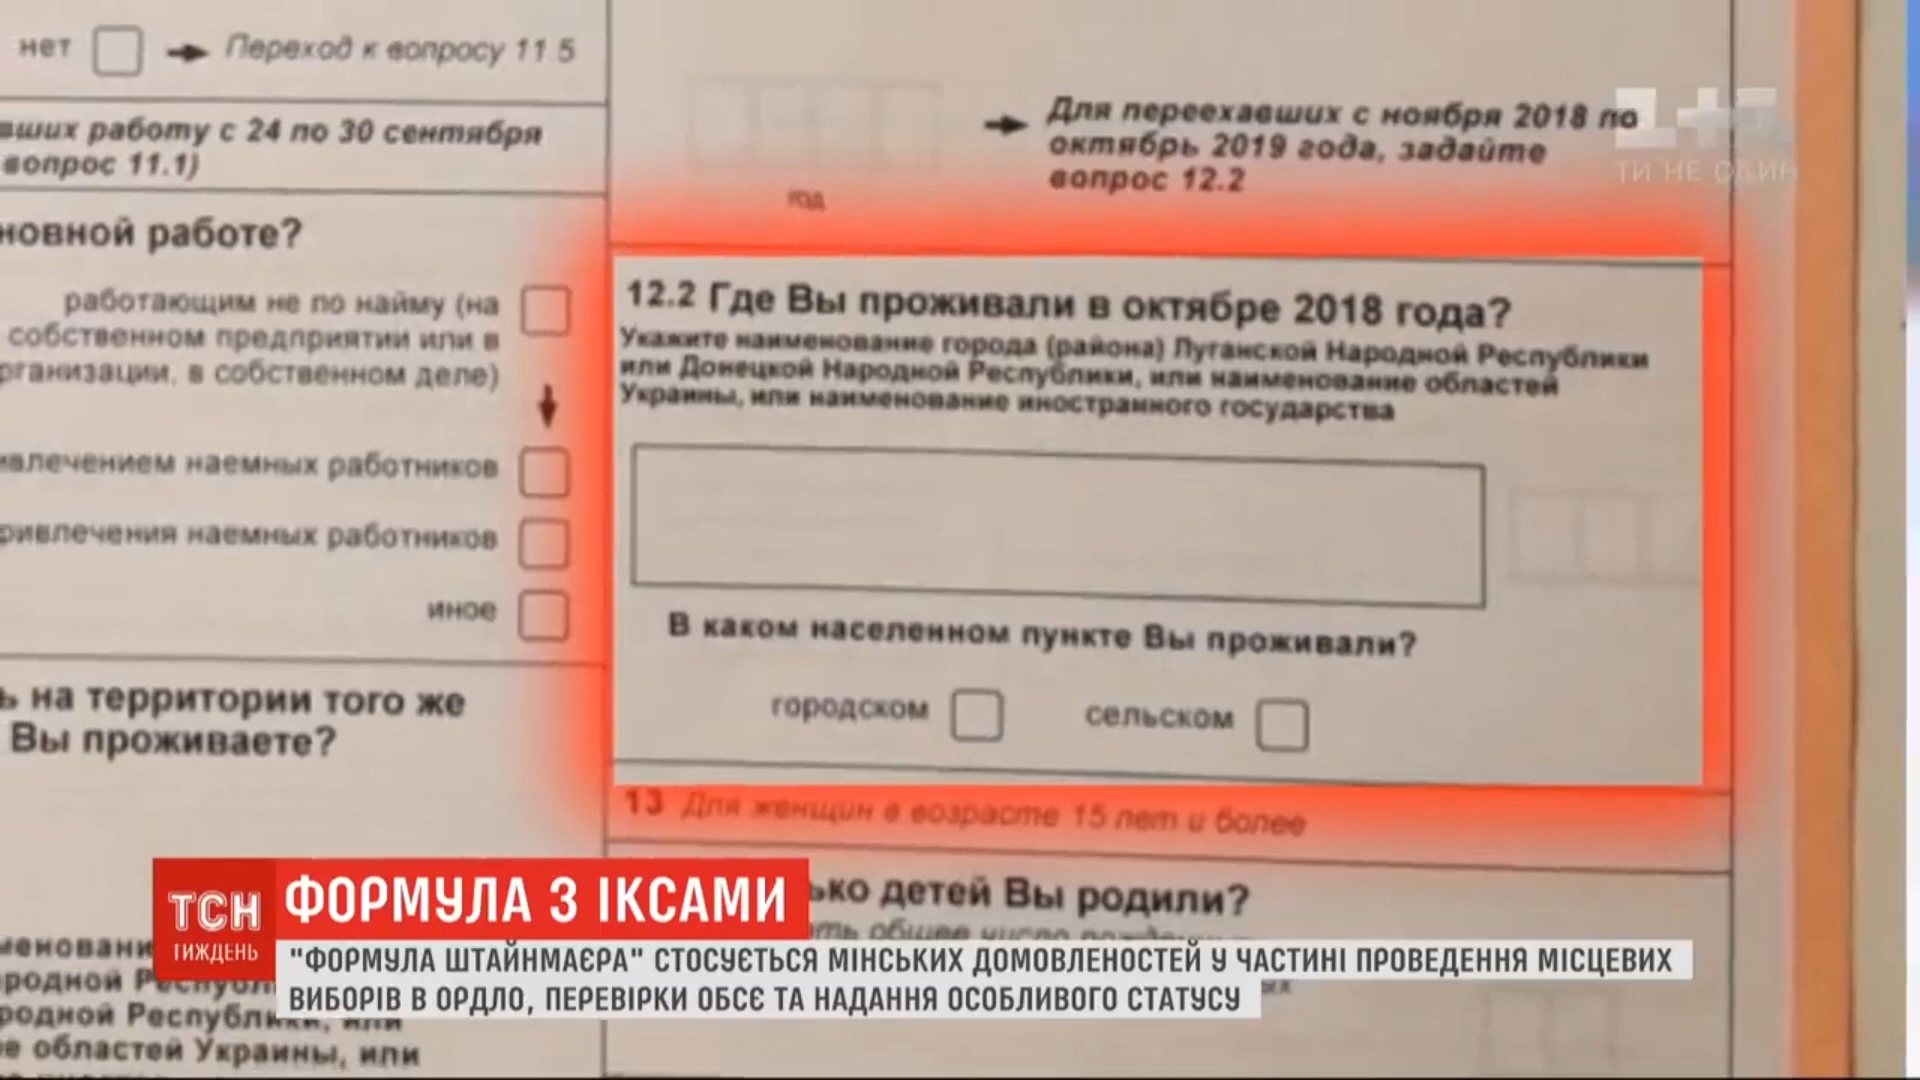 нет → Переход к вопросу 11 5
вших работу с 24 по 30 сентября
вопрос 11.1)
новной работе?
работающим не по найму (на
собственном предприятии или в
рганизации, в собственном деле)
влечением наемных работников
ривлечения наемных работников
иное
ь на территории того же
Вы проживаете?
год
→ Для переехавших с ноября 2018 по
октябрь 2019 года, задайте
вопрос 12.2
1+1
ТИ НЕ ОДИН
12.2 Где Вы проживали в октябре 2018 года?
Укажите наименование города (района) Луганской Народной Республики
или Донецкой Народной Республики, или наименование областей
Украины, или наименование иностранного государства
В каком населенном пункте Вы проживали?
городском сельском
13 Для женщин в возрасте 15 лет и более
ько детей Вы родили?
общее число
ТСН
ТИЖДЕНЬ
ФОРМУЛА З ІКСАМИ
"ФОРМУЛА ШТАЙНМАЄРА" СТОСУЄТЬСЯ МІНСЬКИХ ДОМОВЛЕНОСТЕЙ У ЧАСТИНІ ПРОВЕДЕННЯ МІСЦЕВИХ
ВИБОРІВ В ОРДЛО, ПЕРЕВІРКИ ОБСЄ ТА НАДАННЯ ОСОБЛИВОГО СТАТУСУ
меновани
родной Республ
родной Республики, или
е областей Украины, или